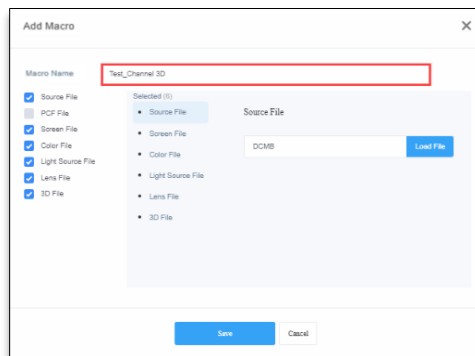 Add Macro
Macro Name Test_Channel 3D
Source File
PCF File
Screen File
Color File
Light Source File
Lens File
3D File
Selected (6)
Source File
Screen File
Color File
Light Source File
Lens File
3D File
Source File
DCMB Load File
Save Cancel